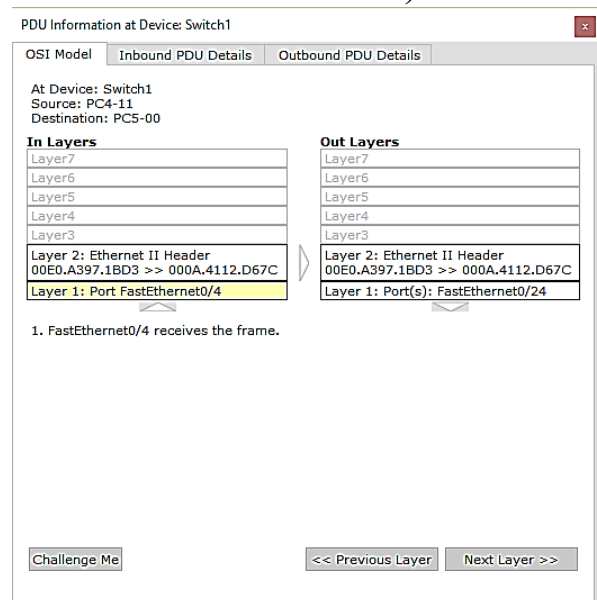 PDU Information at Device: Switch1
x
OSI Model
Inbound PDU Details
Outbound PDU Details
At Device: Switch1
Source: PC4-11
Destination: PC5-00
In Layers
Layer7
Layer6
Layer5
Layer4
Layer3
Layer 2: Ethernet II Header
00E0.A397.1BD3 >> 000A.4112.D67C
Layer 1: Port FastEthernet0/4
Out Layers
Layer7
Layer6
Layer5
Layer4
Layer3
Layer 2: Ethernet II Header
00E0.A397.1BD3 >> 000A.4112.D67C
Layer 1: Port(s): FastEthernet0/24
1. FastEthernet0/4 receives the frame.
Challenge Me
<< Previous Layer
Next Layer >>